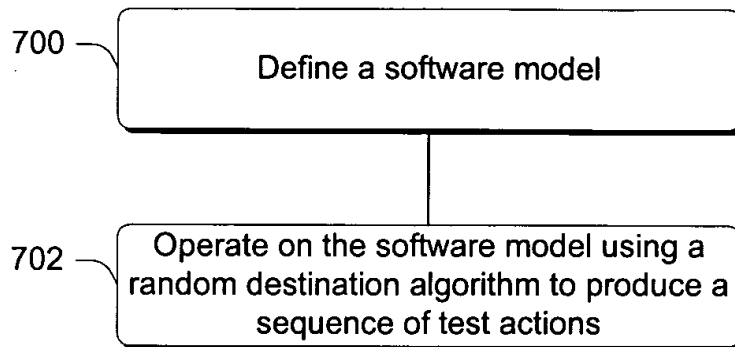 700
Define a software model
702
Operate on the software model using a
random destination algorithm to produce a
sequence of test actions